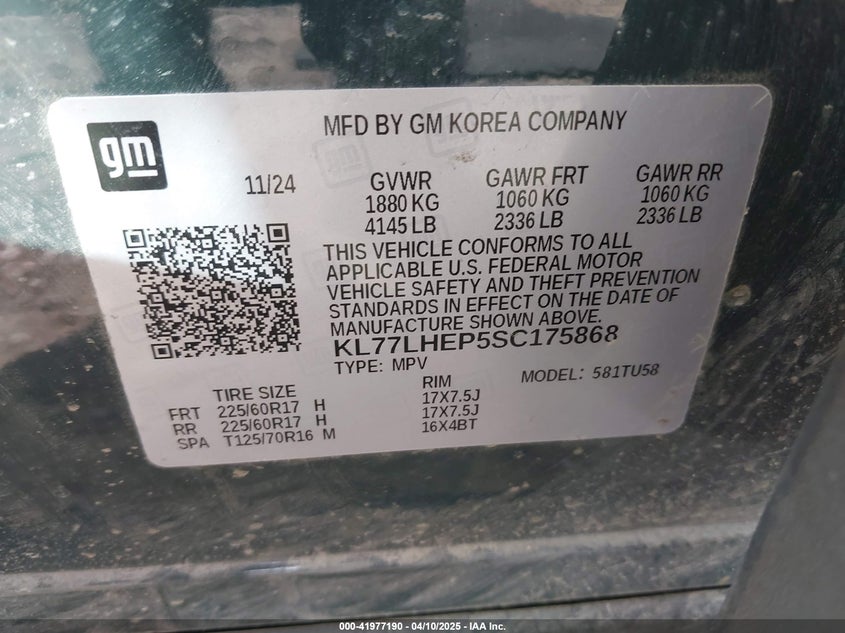 gm
MFD BY GM KOREA COMPANY
11/24
GVWR
1880 KG
4145 LB
GAWR FRT
1060 KG
2336 LB
GAWR RR
1060 KG
2336 LB
THIS VEHICLE CONFORMS TO ALL
APPLICABLE U.S. FEDERAL MOTOR
VEHICLE SAFETY AND THEFT PREVENTION
STANDARDS IN EFFECT ON THE DATE OF
MANUFACTURE SHOWN ABOVE.
KL77LHEP5SC175868
TYPE: MPV
MODEL: 581TU58
TIRE SIZE
RIM
FRT 225/60R17 H 17X7.5J
RR 225/60R17 H 17X7.5J
SPA T125/70R16 M 16X4BT
000-41977190 - 04/10/2025 - IAA Inc.